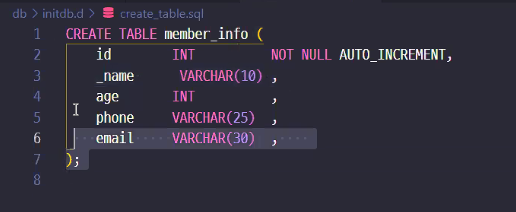 db > initdb.d > create_table.sql
1 CREATE TABLE member_info (
2 id INT NOT NULL AUTO_INCREMENT,
3 _name VARCHAR(10) ,
4 age INT ,
5 phone VARCHAR(25) ,
6 email VARCHAR(30) ,
7 );
8